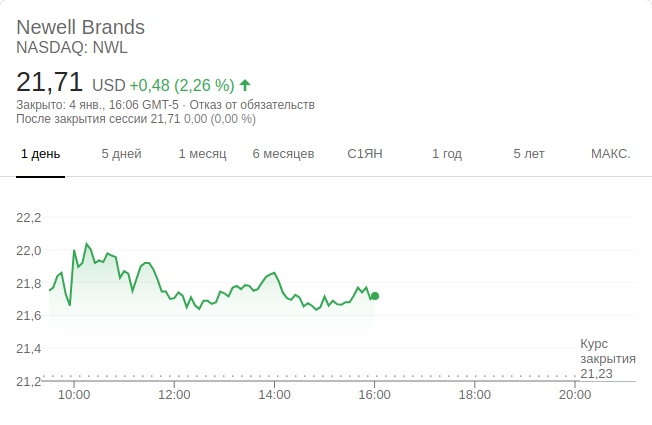 Newell Brands
NASDAQ: NWL
21,71 USD +0,48 (2,26 %)
Закрыто: 4 янв., 16:06 GMT-5 · Отказ от обязательств
После закрытия сессии 21,71 0,00 (0,00 %)
1 день 5 дней 1 месяц 6 месяцев С1ЯН 1 год 5 лет МАКС.
22,2
22,0
21,8
21,6
21,4
21,2
Курс
закрытия
21,23
10:00 12:00 14:00 16:00 18:00 20:00